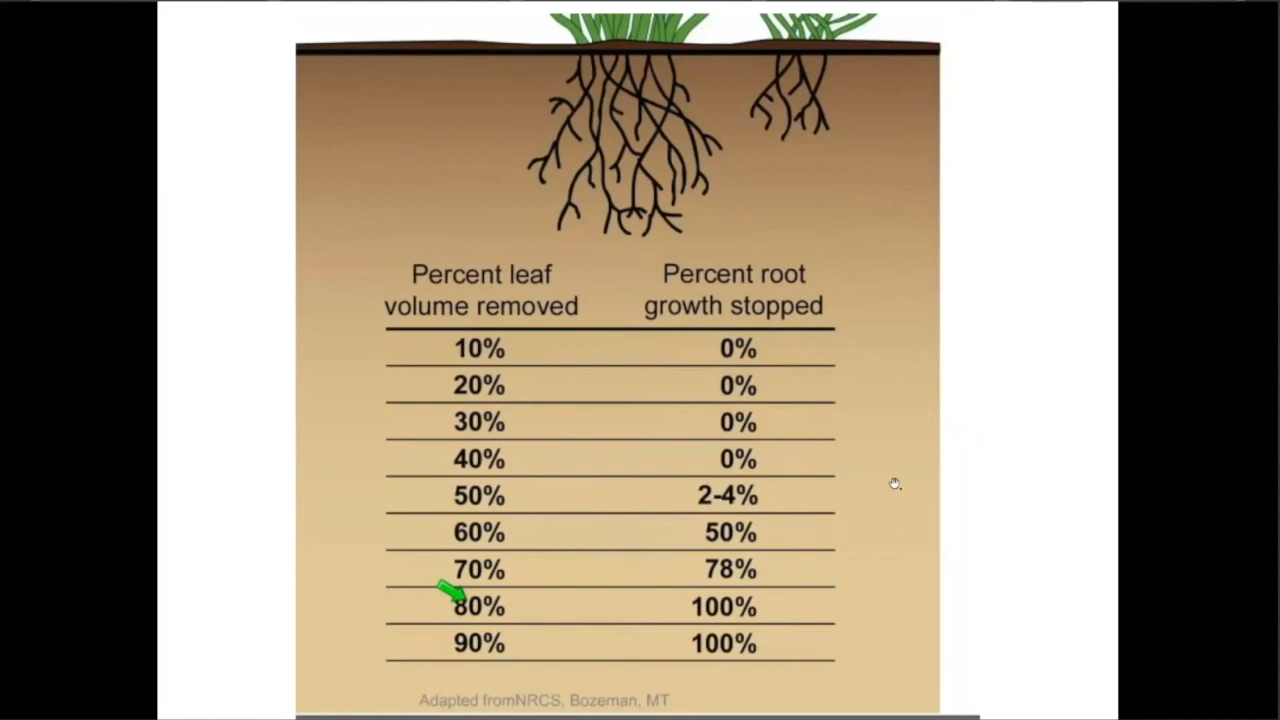 Percent leaf
volume removed
Percent root
growth stopped
10% 0%
20% 0%
30% 0%
40% 0%
50% 2-4%
60% 50%
70% 78%
80% 100%
90% 100%
Adapted fromNRCS, Bozeman, MT